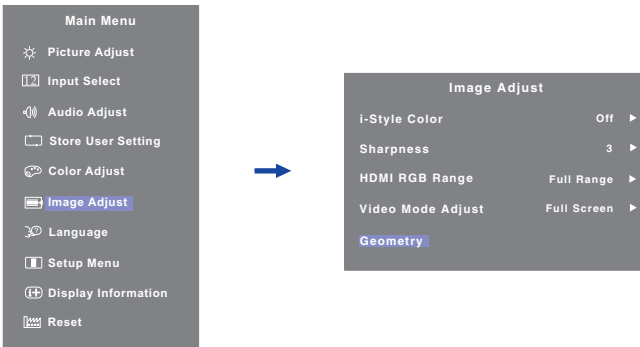 Main Menu
Picture Adjust
12 Input Select
Audio Adjust
Store User Setting
Color Adjust
Image Adjust
? Language
Setup Menu
i+ Display Information
Reset
Image Adjust
i-Style Color Off
Sharpness 3
HDMI RGB Range Full Range
Video Mode Adjust Full Screen
Geometry